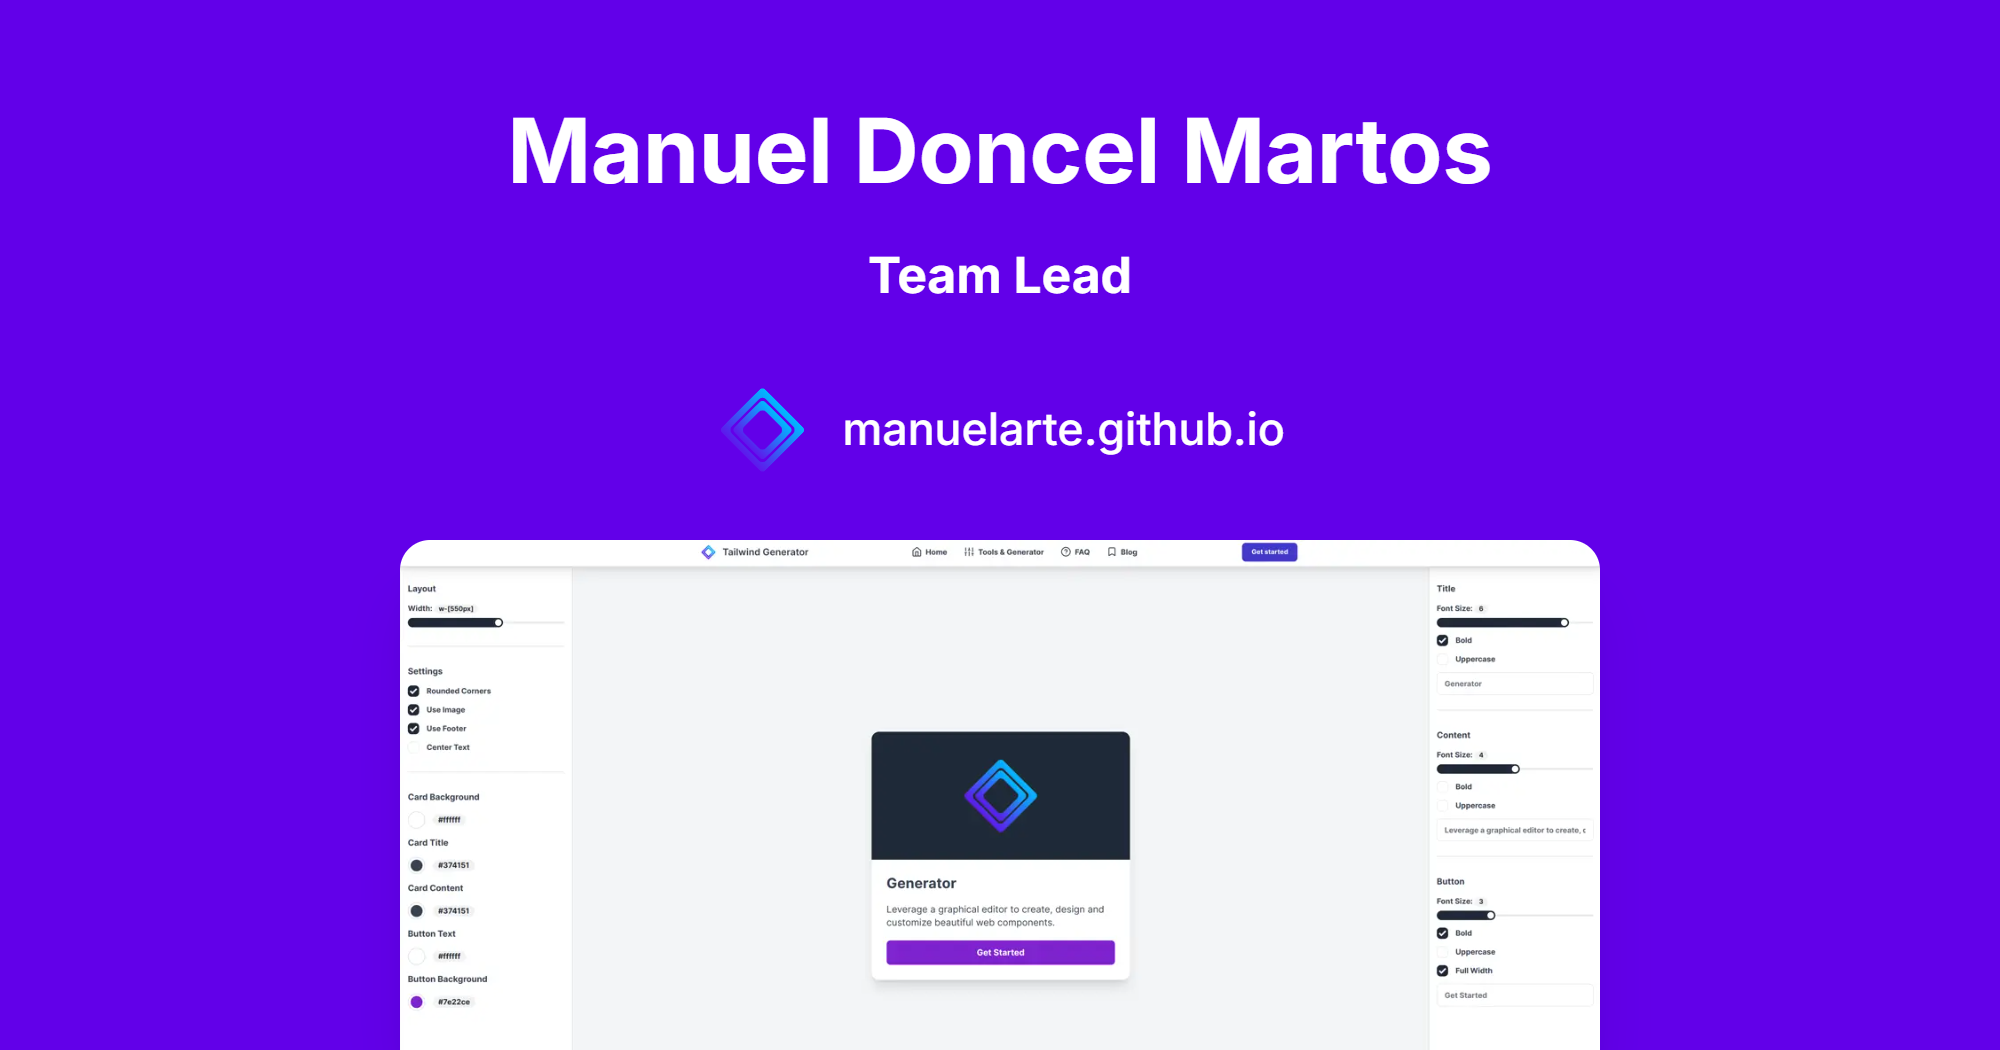 Manuel Doncel Martos
Team Lead
manuelarte.github.io
Tailwind Generator
Home
Tools & Generator
FAQ
Blog
Get started
Layout
Width: w-[550px]
Settings
Rounded Corners
Use Image
Use Footer
Center Text
Card Background
#ffffff
Card Title
#374151
Card Content
#374151
Button Text
#ffffff
Button Background
#7e22ce
Generator
Leverage a graphical editor to create, design and
customize beautiful web components.
Get Started
Title
Font Size: 6
Bold
Uppercase
Generator
Content
Font Size: 4
Bold
Uppercase
Leverage a graphical editor to create,
Button
Font Size: 3
Bold
Uppercase
Full Width
Get Started